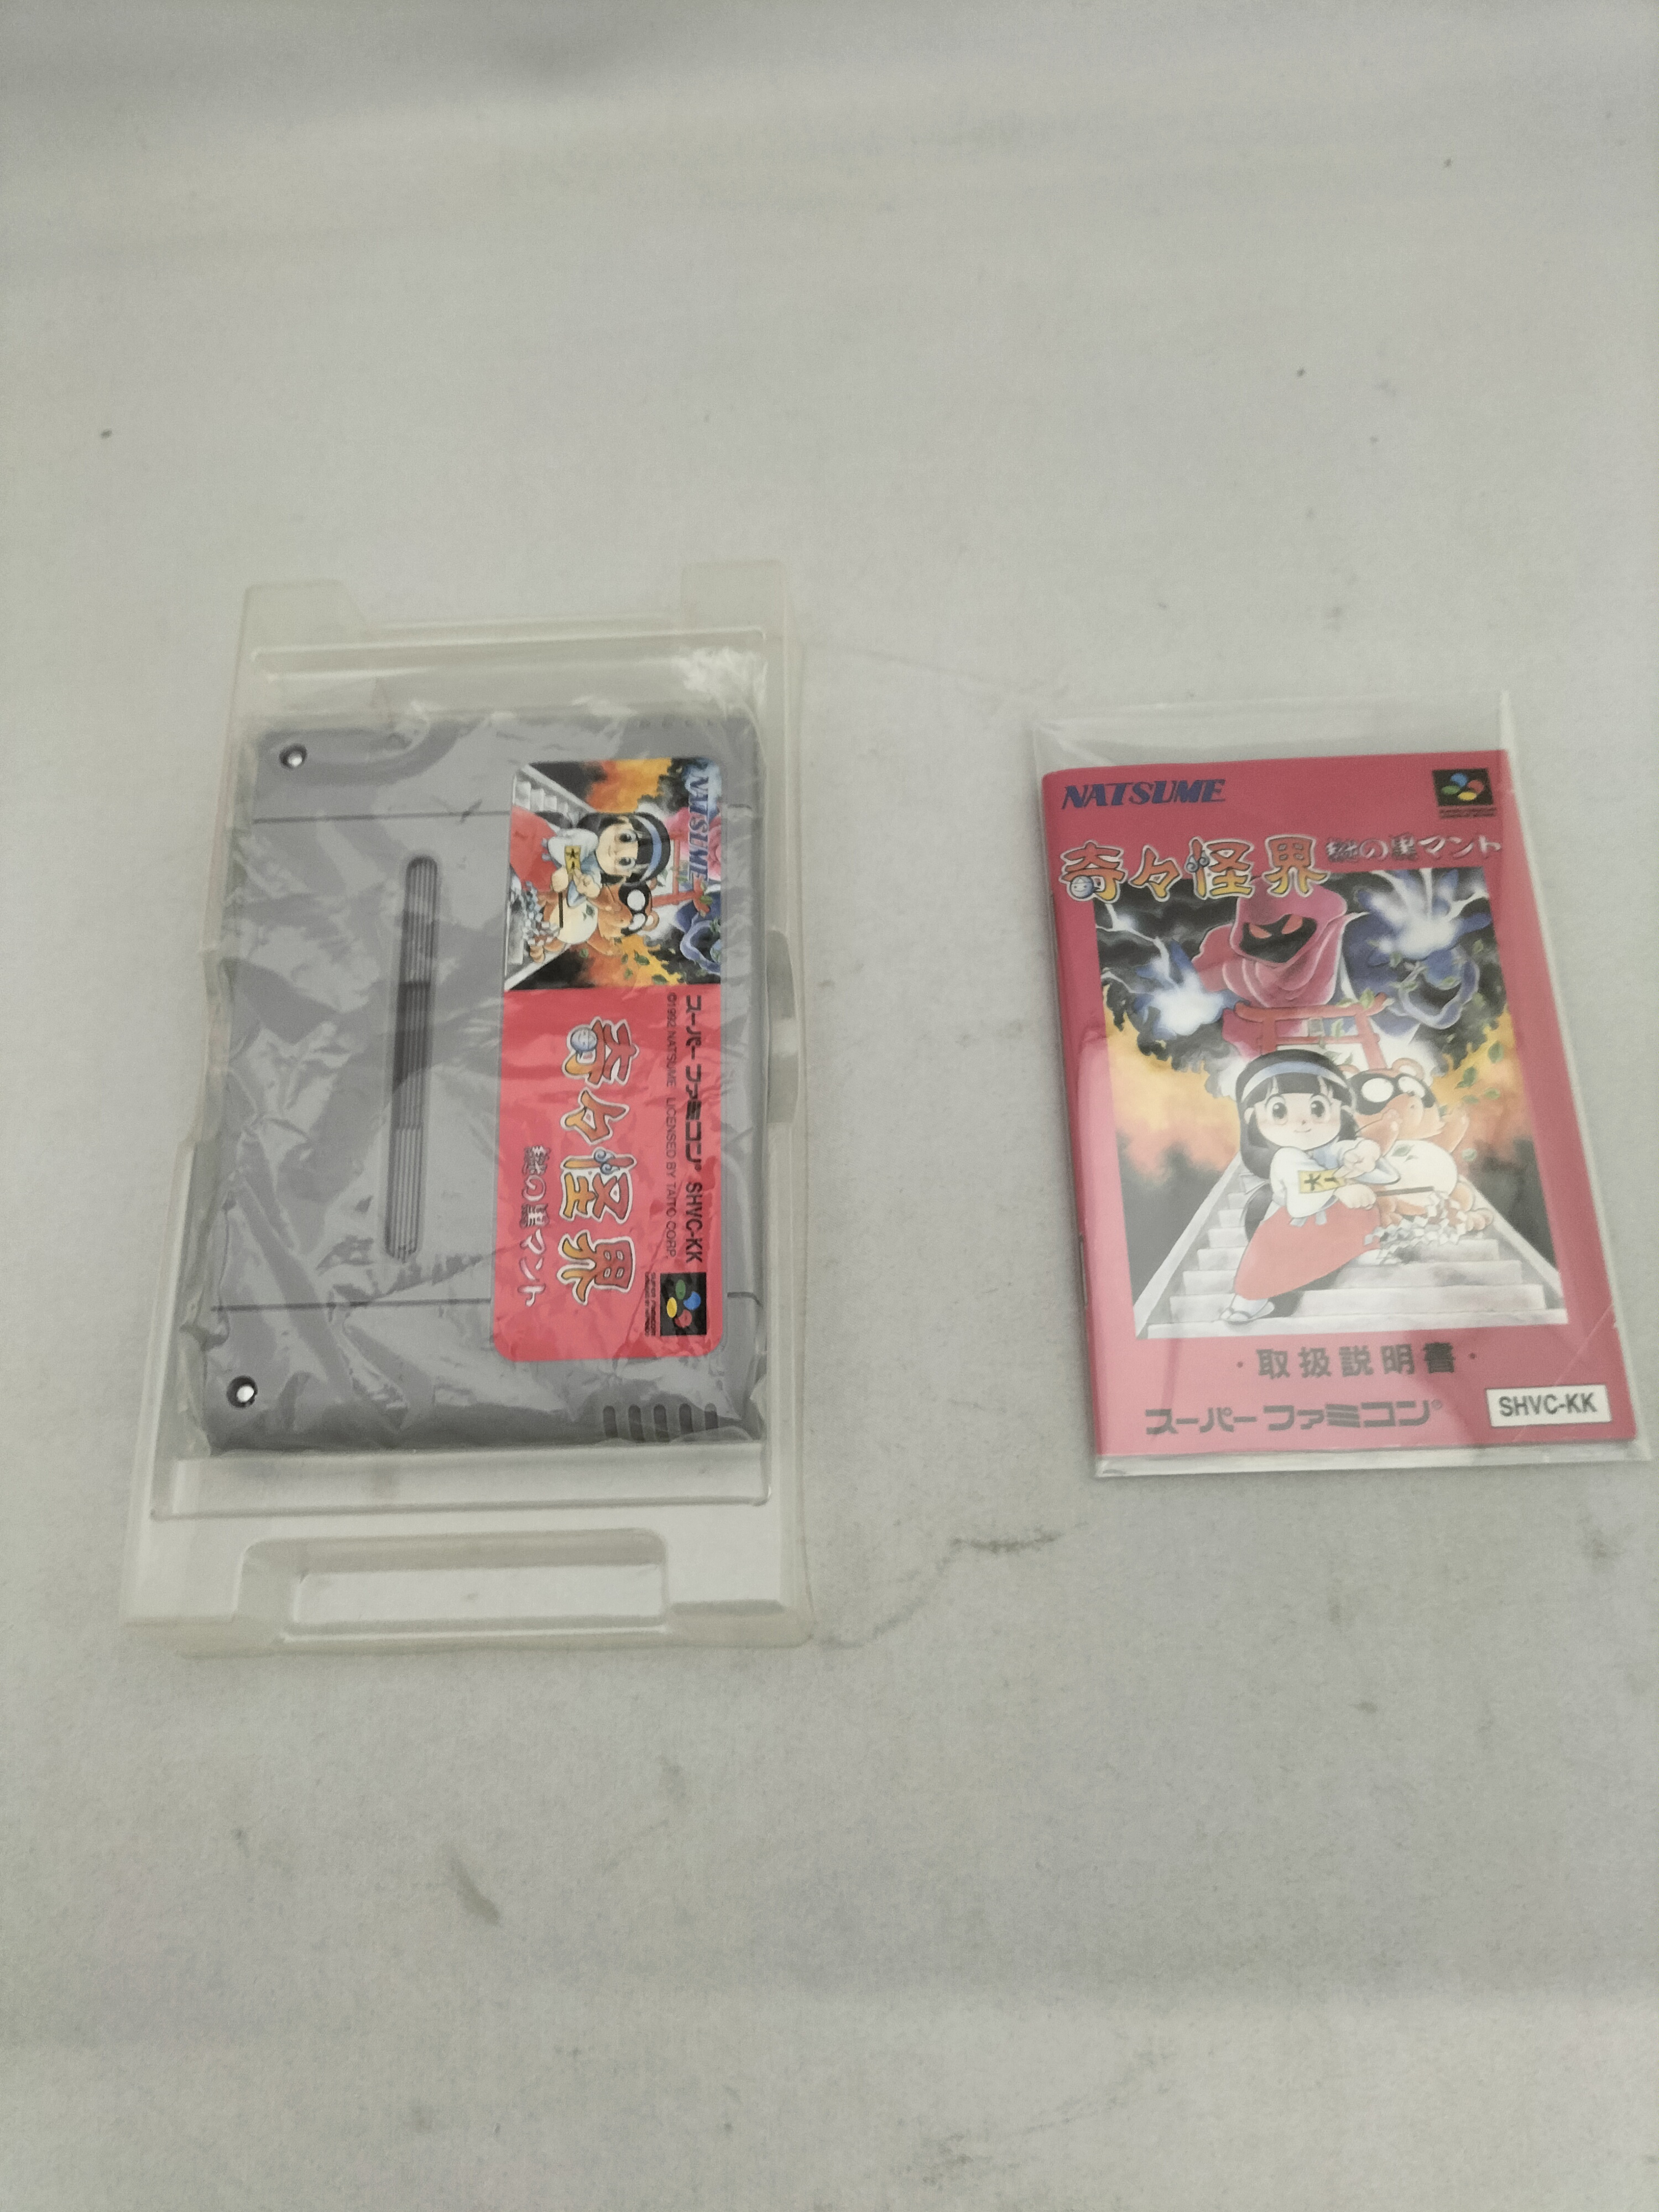 NATSUME
スーパーファミコン® SHVC-KK
©1992 NATSUME LICENSED BY TAITO CORP.
奇々怪界
謎の黒マント
NATSUME
奇々怪界 謎の黒マント
・取扱説明書・
スーパーファミコン®
SHVC-KK